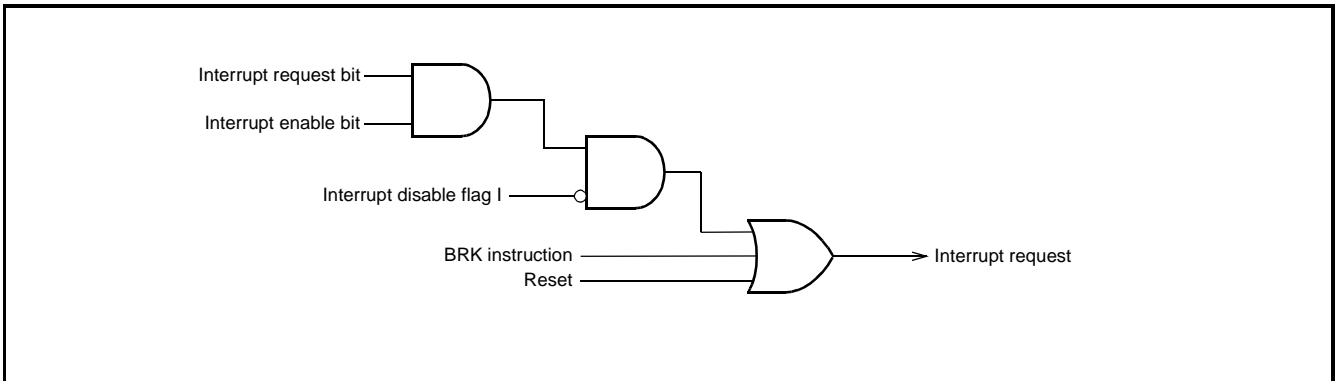 Interrupt request bit
Interrupt enable bit
Interrupt disable flag I
BRK instruction
Reset
Interrupt request